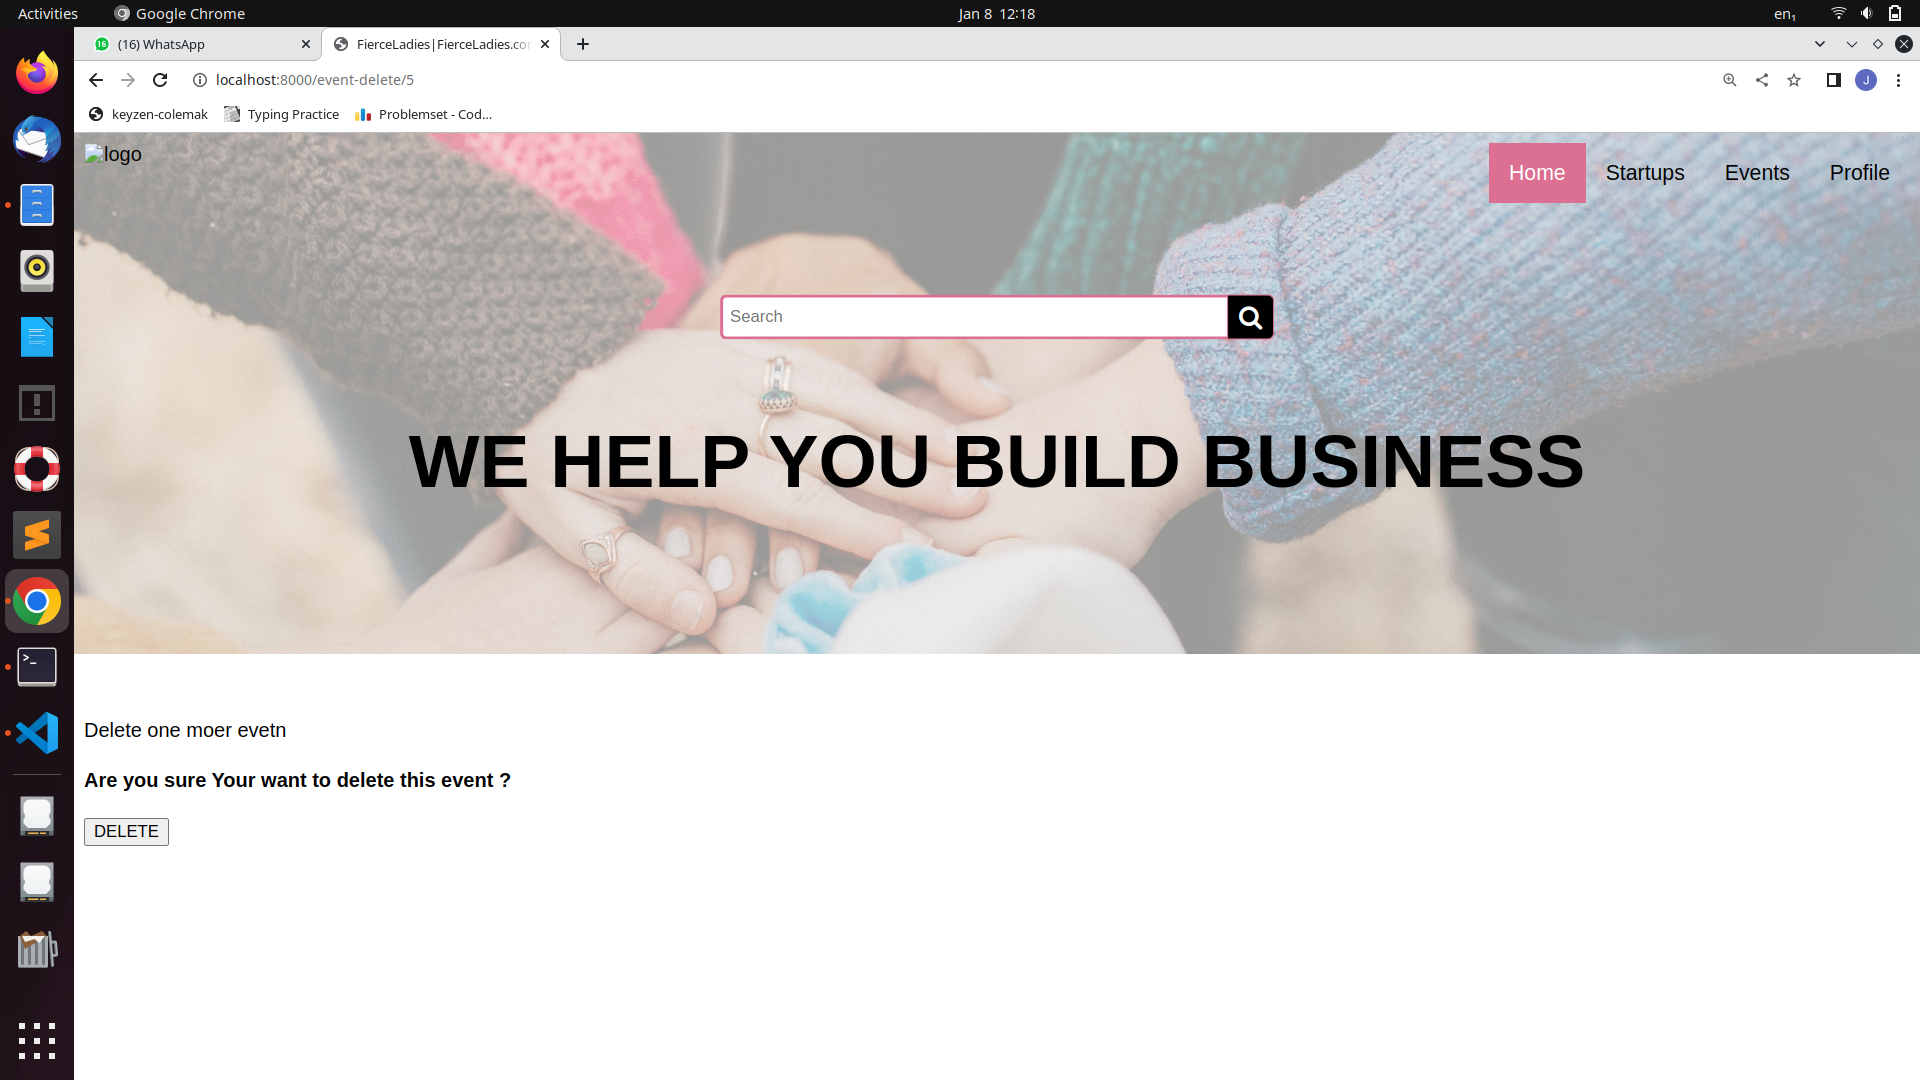 Activities
Google Chrome
Jan 8 12:18
en₁
16
(16) WhatsApp
FierceLadies|FierceLadies.co
localhost:8000/event-delete/5
J
keyzen-colemak
Typing Practice
Problemset - Cod...
logo
Home
Startups
Events
Profile
Search
WE HELP YOU BUILD BUSINESS
Delete one moer evetn
Are you sure Your want to delete this event ?
DELETE